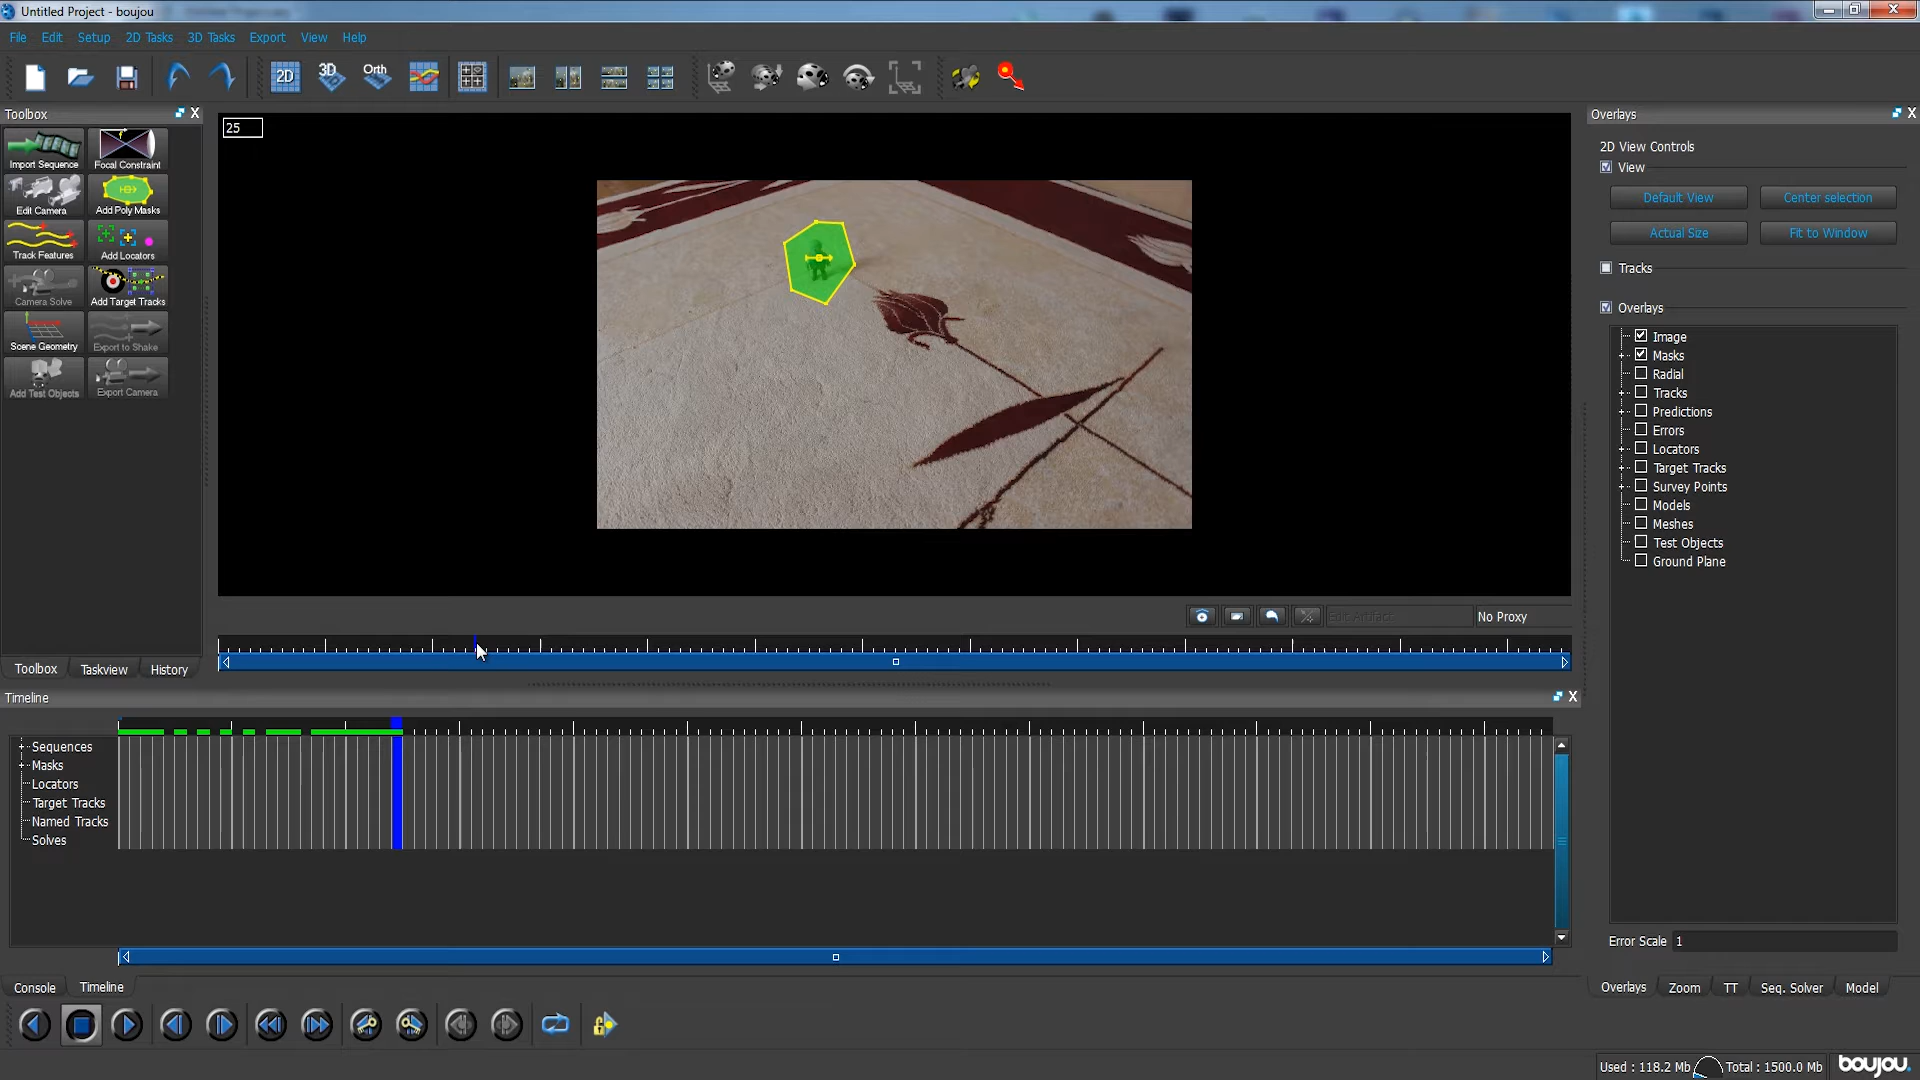 Untitled Project - boujou
File Edit Setup 2D Tasks 3D Tasks Export View Help
2D 3D Orth
Toolbox
Import Sequence Focal Constraint
Edit Camera Add Poly Masks
Track Features Add Locators
Camera Solve Add Target Tracks
Scene Geometry Export to Shake
Add Test Objects Export Camera
Toolbox Taskview History
25
No Proxy
Timeline
Sequences
Masks
Locators
Target Tracks
Named Tracks
Solves
Console Timeline
Overlays
2D View Controls
View
Default View Center selection
Actual Size Fit to Window
Tracks
Overlays
Image
Masks
Radial
Tracks
Predictions
Errors
Locators
Target Tracks
Survey Points
Models
Meshes
Test Objects
Ground Plane
Error Scale 1
Overlays Zoom TT Seq. Solver Model
Used : 118.2 Mb Total : 1500.0 Mb boujou.